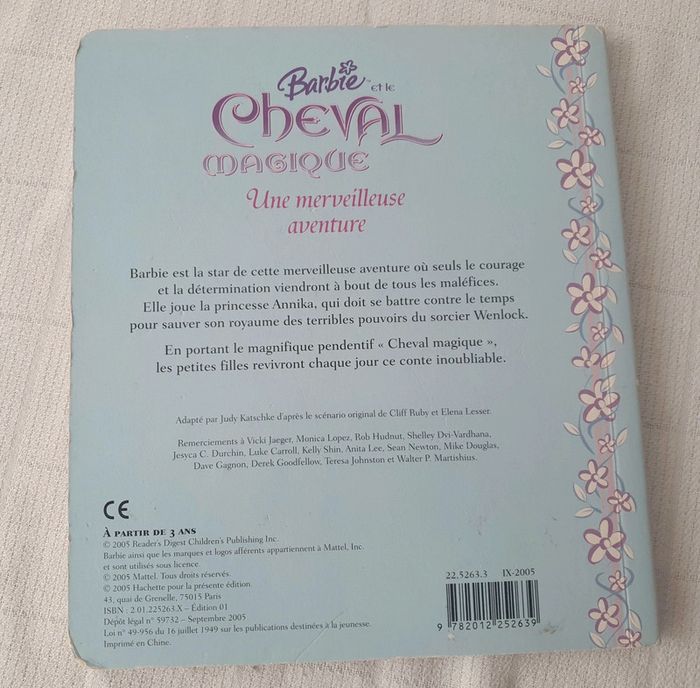 Barbie™ et le
CHEVAL
MAGIQUE
Une merveilleuse
aventure
Barbie est la star de cette merveilleuse aventure où seuls le courage
et la détermination viendront à bout de tous les maléfices.
Elle joue la princesse Annika, qui doit se battre contre le temps
pour sauver son royaume des terribles pouvoirs du sorcier Wenlock.
En portant le magnifique pendentif « Cheval magique »,
les petites filles revivront chaque jour ce conte inoubliable.
Adapté par Judy Katschke d'après le scénario original de Cliff Ruby et Elena Lesser.
Remerciements à Vicki Jaeger, Monica Lopez, Rob Hudnut, Shelley Dvi-Vardhana,
Jesyca C. Durchin, Luke Carroll, Kelly Shin, Anita Lee, Sean Newton, Mike Douglas,
Dave Gagnon, Derek Goodfellow, Teresa Johnston et Walter P. Martishius.
CE
À PARTIR DE 3 ANS
© 2005 Reader's Digest Children's Publishing Inc.
Barbie ainsi que les marques et logos afférents appartiennent à Mattel, Inc.
et sont utilisés sous licence.
© 2005 Mattel. Tous droits réservés.
© 2005 Hachette pour la présente édition.
43, quai de Grenelle, 75015 Paris
ISBN : 2.01.225263.X – Édition 01
Dépôt légal n° 59732 – Septembre 2005
Loi n° 49-956 du 16 juillet 1949 sur les publications destinées à la jeunesse.
Imprimé en Chine.
22.5263.3 IX-2005
9 782012 252639